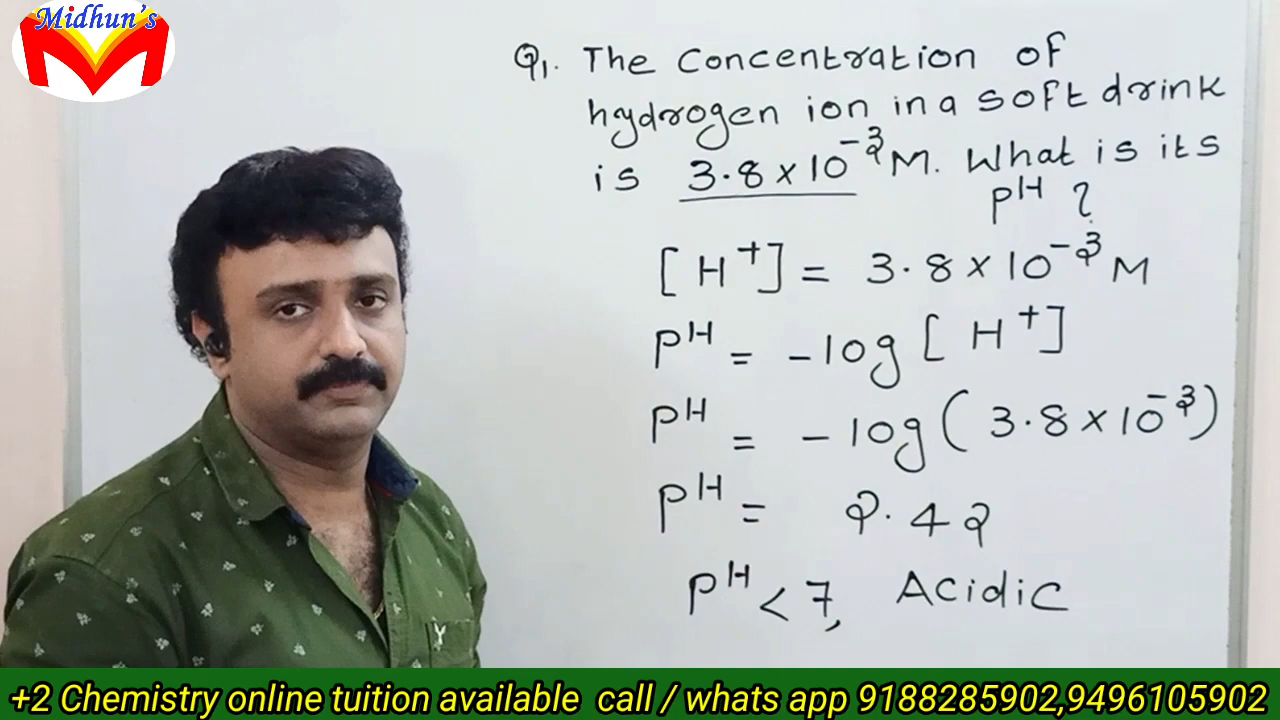 Midhun's
Q1. The Concentration of
hydrogen ion in a soft drink
is 3.8 x 10⁻³ M. What is its
pH ?
[H⁺] = 3.8 x 10⁻³ M
pH = -log [H⁺]
pH = -log (3.8 x 10⁻³)
pH = 2.42
pH < 7, Acidic
+2 Chemistry online tuition available call / whats app 9188285902,9496105902